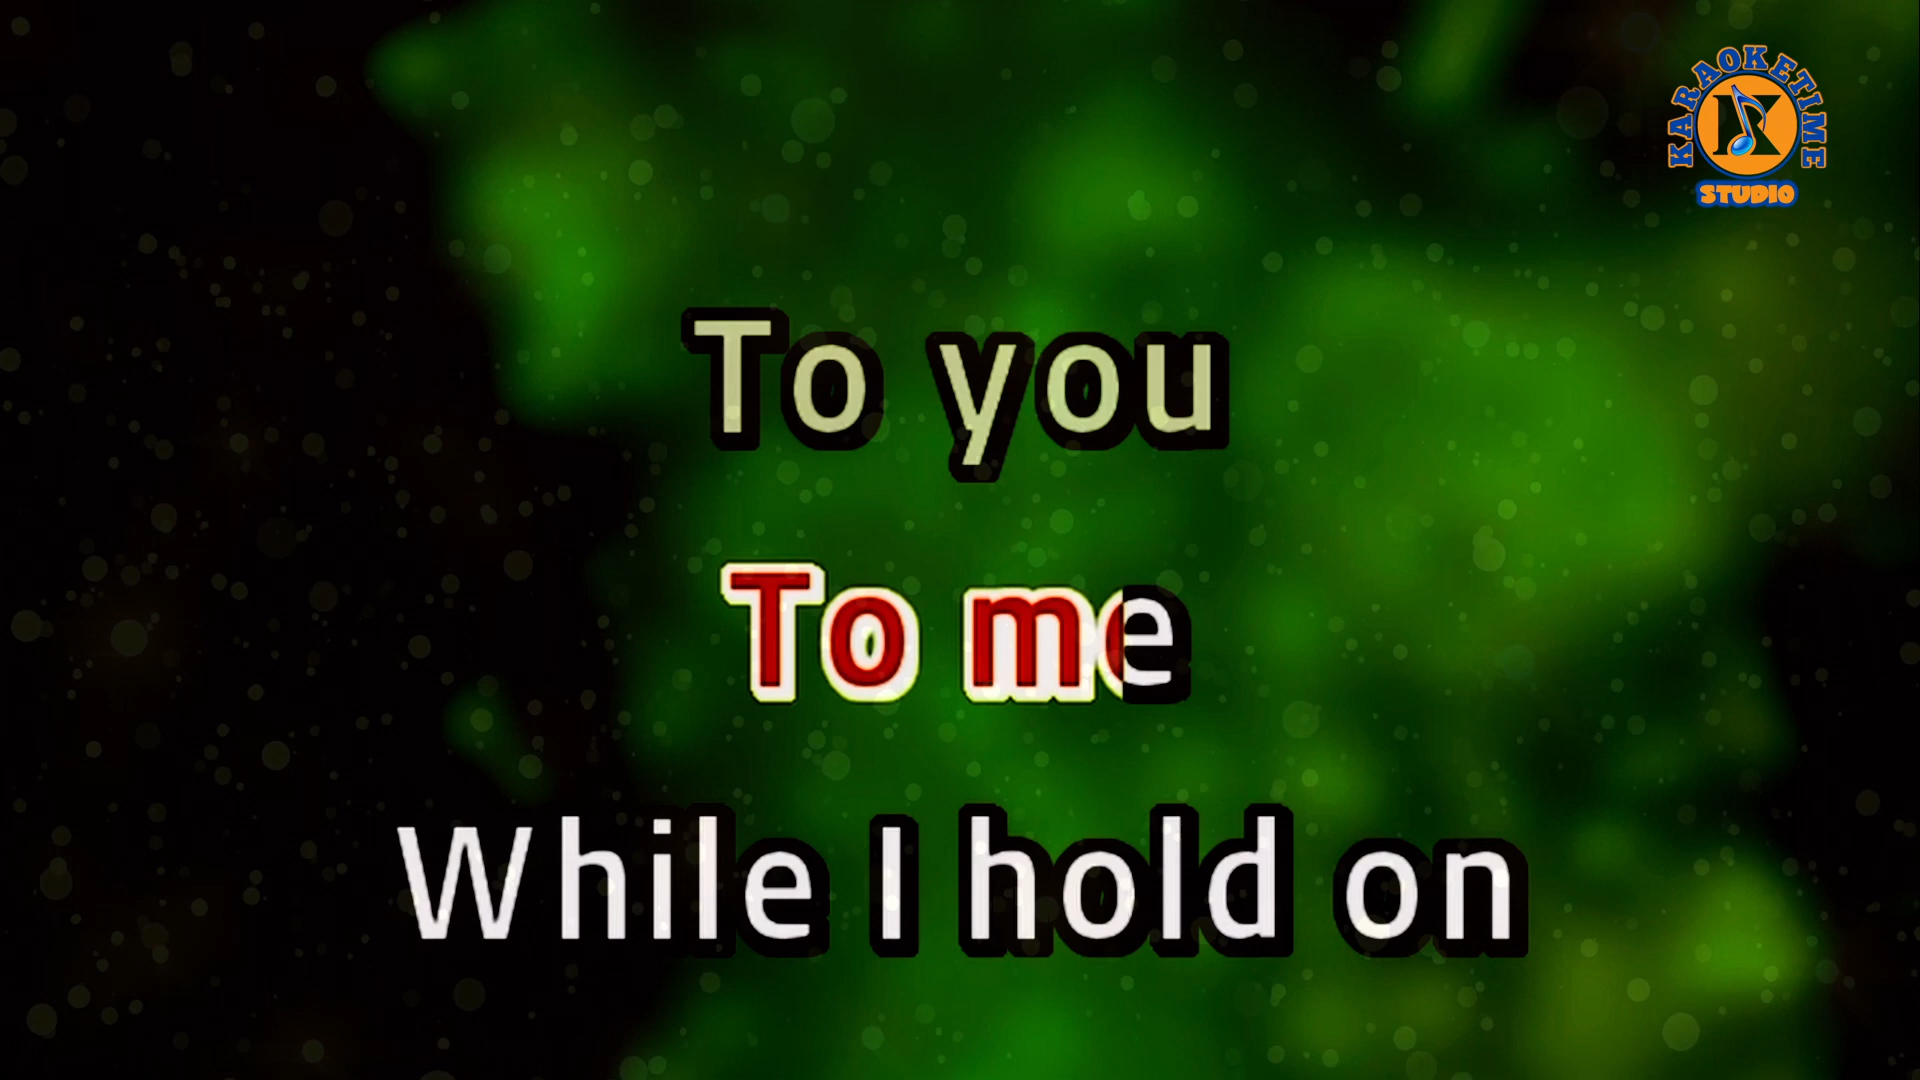 KARAOKETIME
K
STUDIO
To you
To me
While I hold on